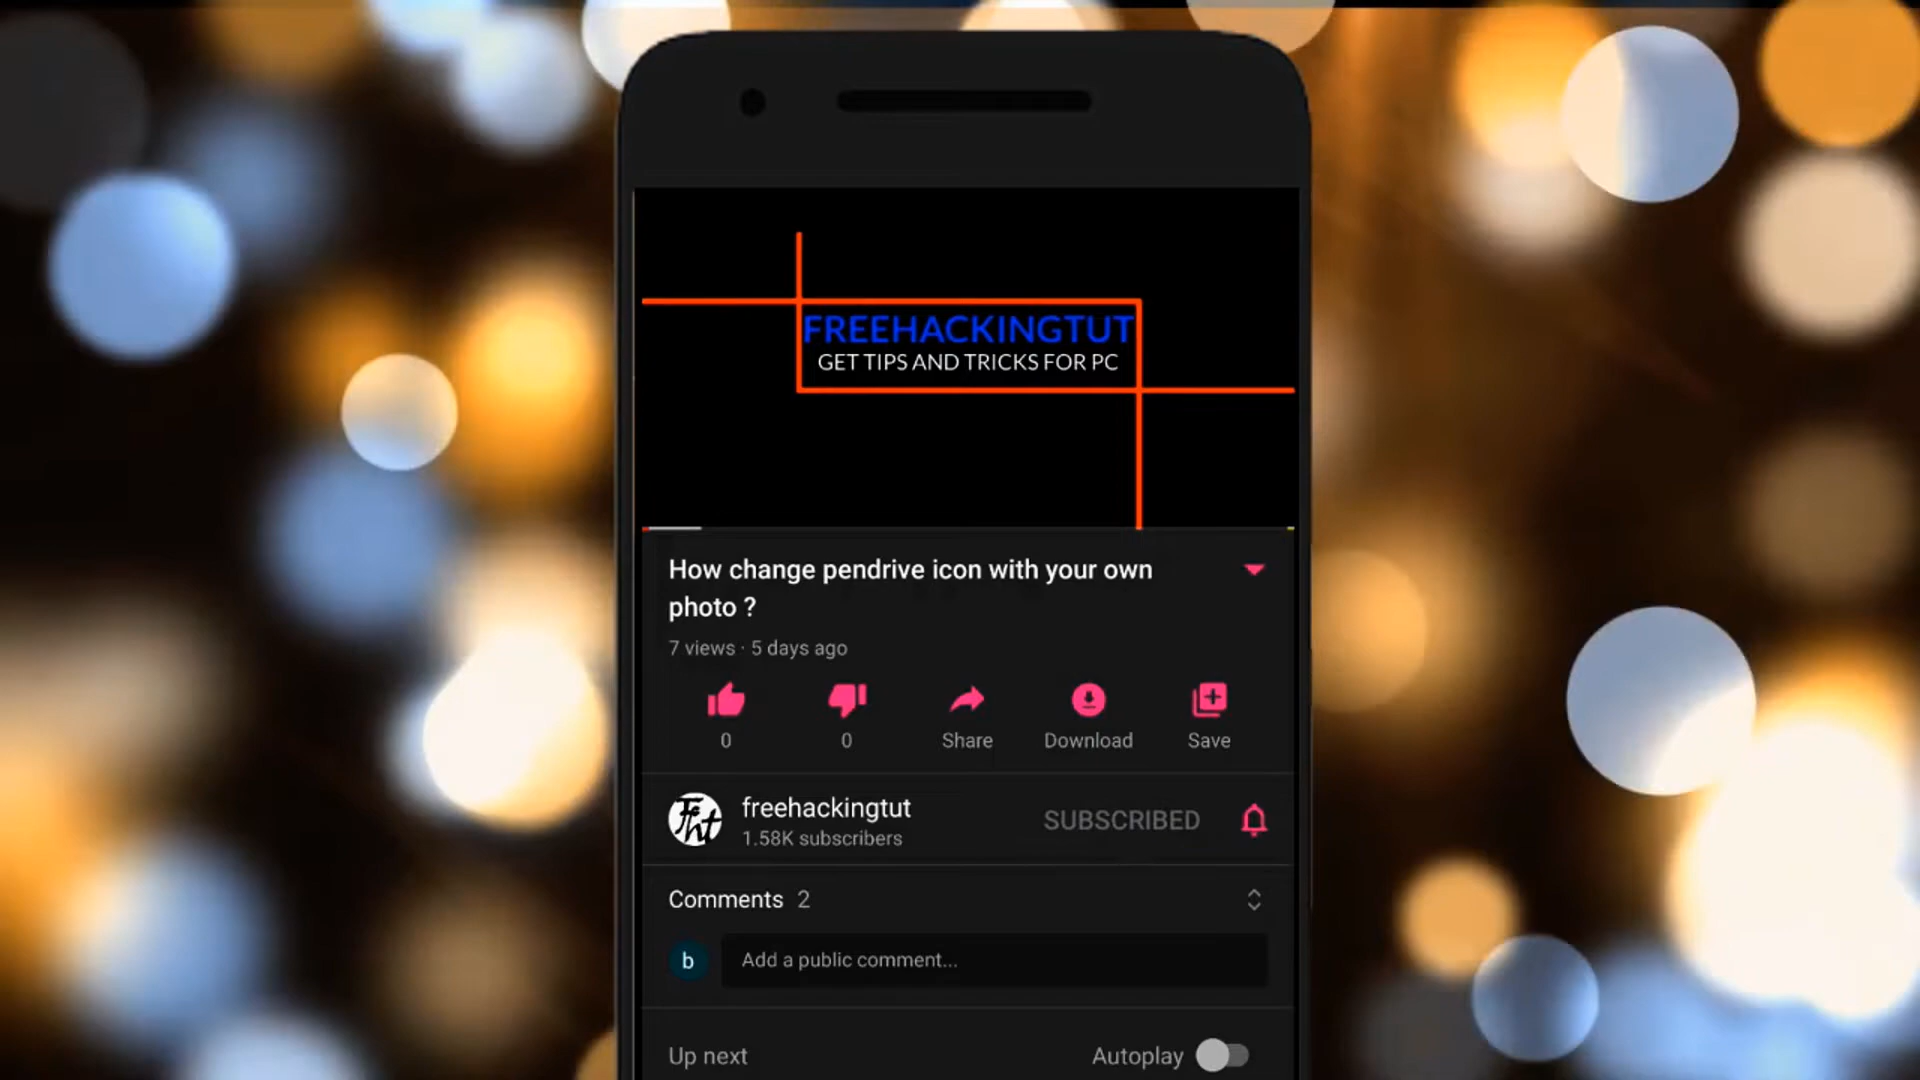 FREEHACKINGTUT
GET TIPS AND TRICKS FOR PC
How change pendrive icon with your own
photo ?
7 views · 5 days ago
0
0
Share
Download
Save
Fht
freehackingtut
1.58K subscribers
SUBSCRIBED
Comments 2
b
Add a public comment...
Up next
Autoplay